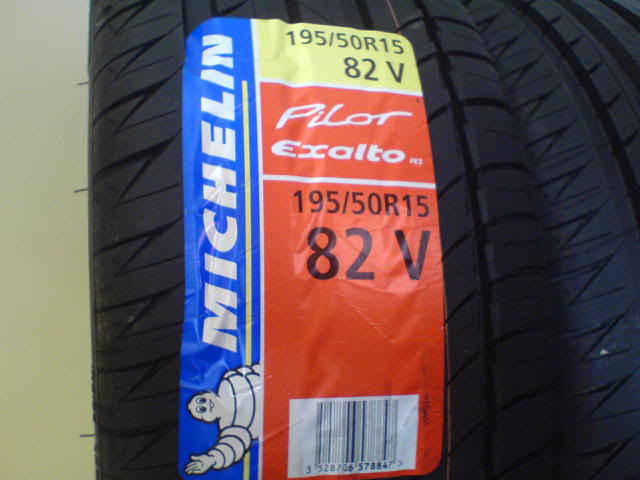 MICHELIN
195/50R15
82 V
PiLOT
Exalto PE2
195/50R15
82 V
3 528706 578847 >